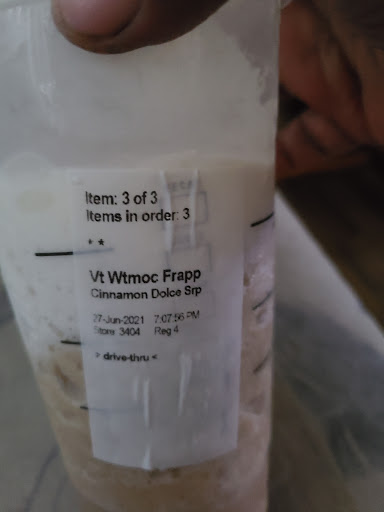 Item: 3 of 3
Items in order: 3
**
Vt Wtmoc Frapp
Cinnamon Dolce Srp
27-Jun-2021 7:07:56 PM
Store 3404 Reg 4
> drive-thru <